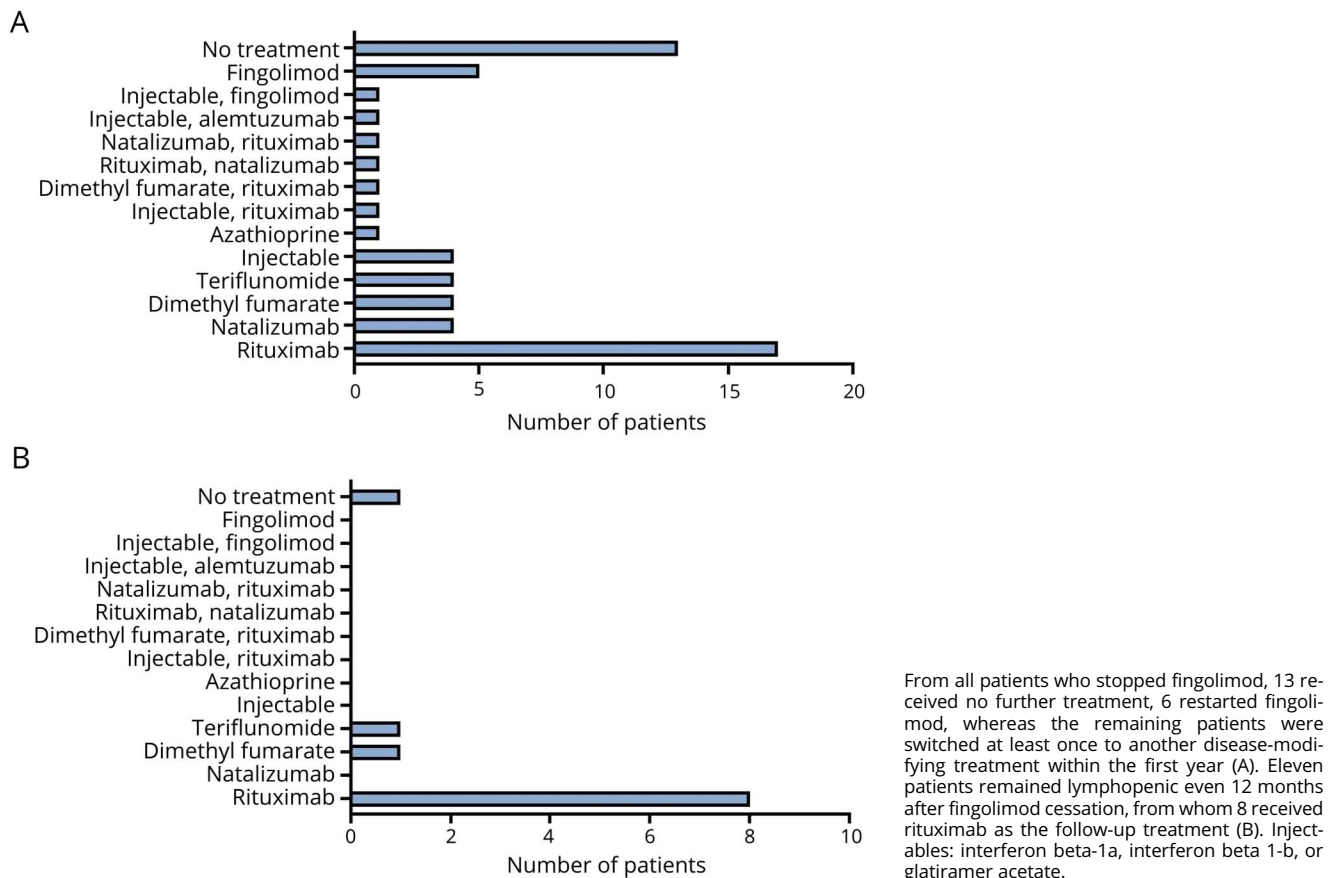 A
No treatment
Fingolimod
Injectable, fingolimod
Injectable, alemtuzumab
Natalizumab, rituximab
Rituximab, natalizumab
Dimethyl fumarate, rituximab
Injectable, rituximab
Azathioprine
Injectable
Teriflunomide
Dimethyl fumarate
Natalizumab
Rituximab
0 5 10 15 20
Number of patients
B
No treatment
Fingolimod
Injectable, fingolimod
Injectable, alemtuzumab
Natalizumab, rituximab
Rituximab, natalizumab
Dimethyl fumarate, rituximab
Injectable, rituximab
Azathioprine
Injectable
Teriflunomide
Dimethyl fumarate
Natalizumab
Rituximab
0 2 4 6 8 10
Number of patients
From all patients who stopped fingolimod, 13 re-
ceived no further treatment, 6 restarted fingoli-
mod, whereas the remaining patients were
switched at least once to another disease-modi-
fying treatment within the first year (A). Eleven
patients remained lymphopenic even 12 months
after fingolimod cessation, from whom 8 received
rituximab as the follow-up treatment (B). Inject-
ables: interferon beta-1a, interferon beta 1-b, or
glatiramer acetate.